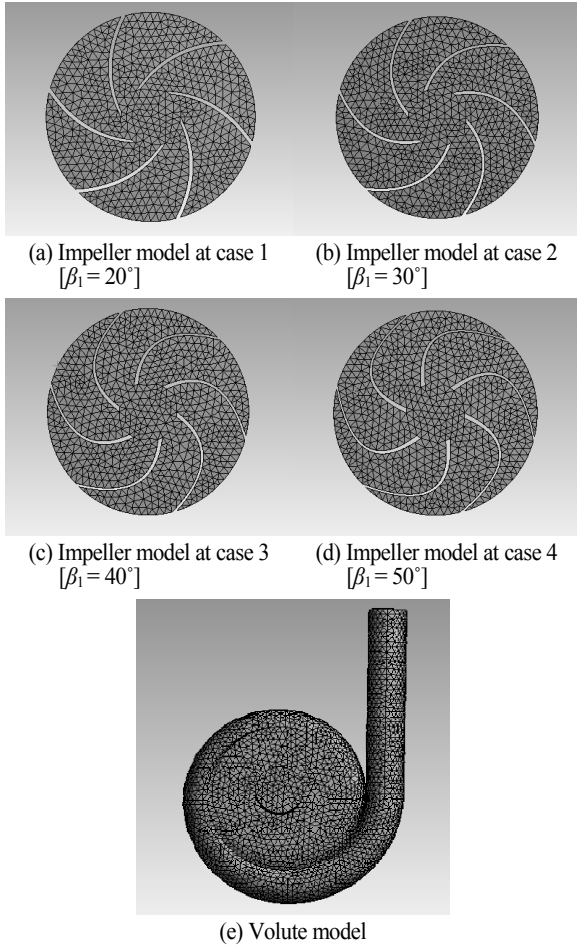 (a) Impeller model at case 1
[β₁ = 20˚]
(b) Impeller model at case 2
[β₁ = 30˚]
(c) Impeller model at case 3
[β₁ = 40˚]
(d) Impeller model at case 4
[β₁ = 50˚]
(e) Volute model